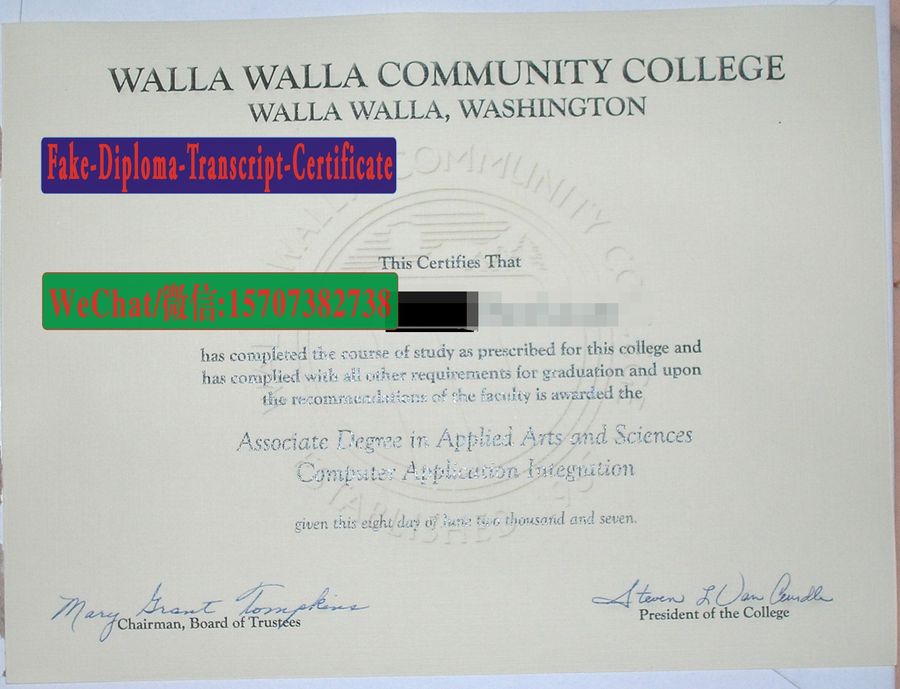 WALLA WALLA COMMUNITY COLLEGE
WALLA WALLA, WASHINGTON
Fake-Diploma-Transcript-Certificate
This Certifies That
WeChat/微信:15707382738
has completed the course of study as prescribed for this college and
has complied with all other requirements for graduation and upon
the recommendations of the faculty is awarded the
Associate Degree in Applied Arts and Sciences
Computer Application Integration
given this eight day of June two thousand and seven.
Mary Grant Tompkins
Chairman, Board of Trustees
Steven L Van
President of the College